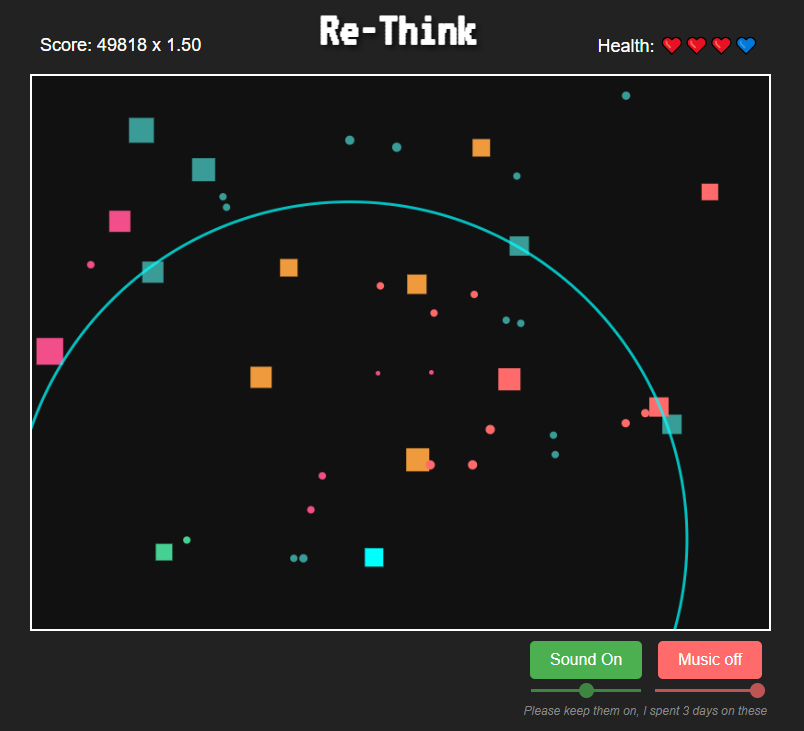 Re-Think
Score: 49818 x 1.50
Health:
Sound On
Music off
Please keep them on, I spent 3 days on these